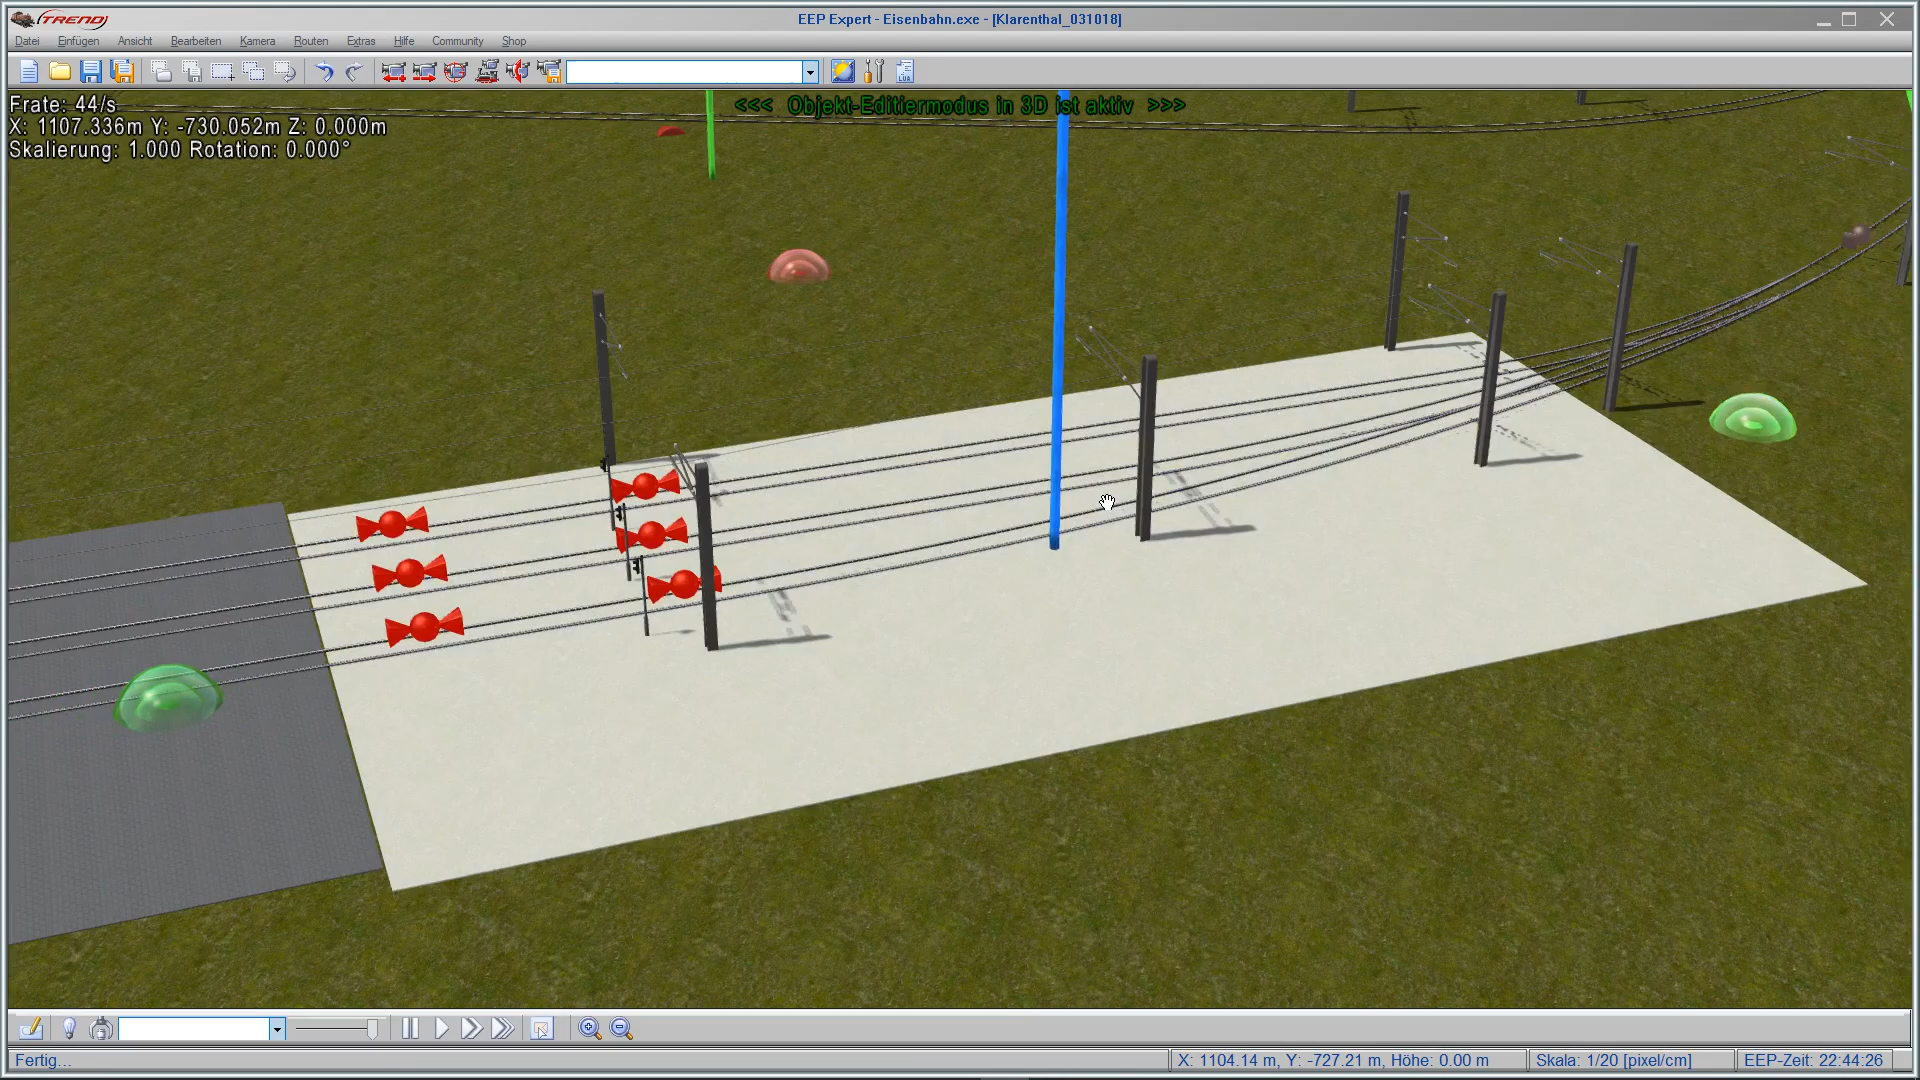 TREND
EEP Expert - Eisenbahn.exe - [Klarenthal_031018]
Datei Einfügen Ansicht Bearbeiten Kamera Routen Extras Hilfe Community Shop
LUA
Frate: 44/s
<<< Objekt-Editiermodus in 3D ist aktiv >>>
X: 1107.336m Y: -730.052m Z: 0.000m
Skalierung: 1.000 Rotation: 0.000°
Fertig...
X: 1104.14 m, Y: -727.21 m, Höhe: 0.00 m
Skala: 1/20 [pixel/cm]
EEP-Zeit: 22:44:26